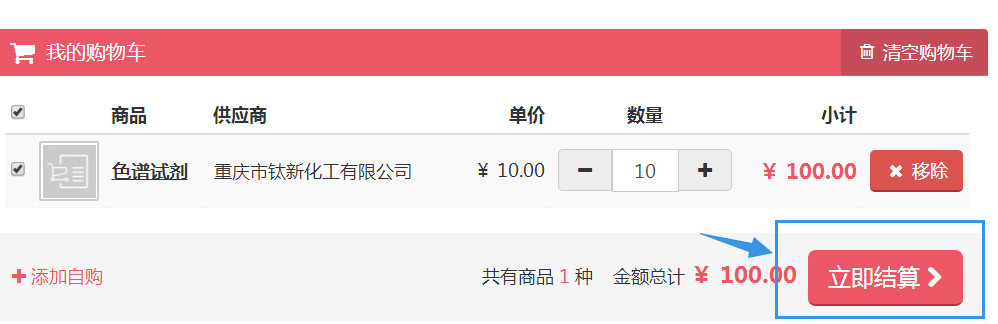 我的购物车 清空购物车
商品 供应商 单价 数量 小计
色谱试剂 重庆市钛新化工有限公司 ¥ 10.00 10 ¥ 100.00 移除
添加自购 共有商品 1 种 金额总计 ¥ 100.00 立即结算